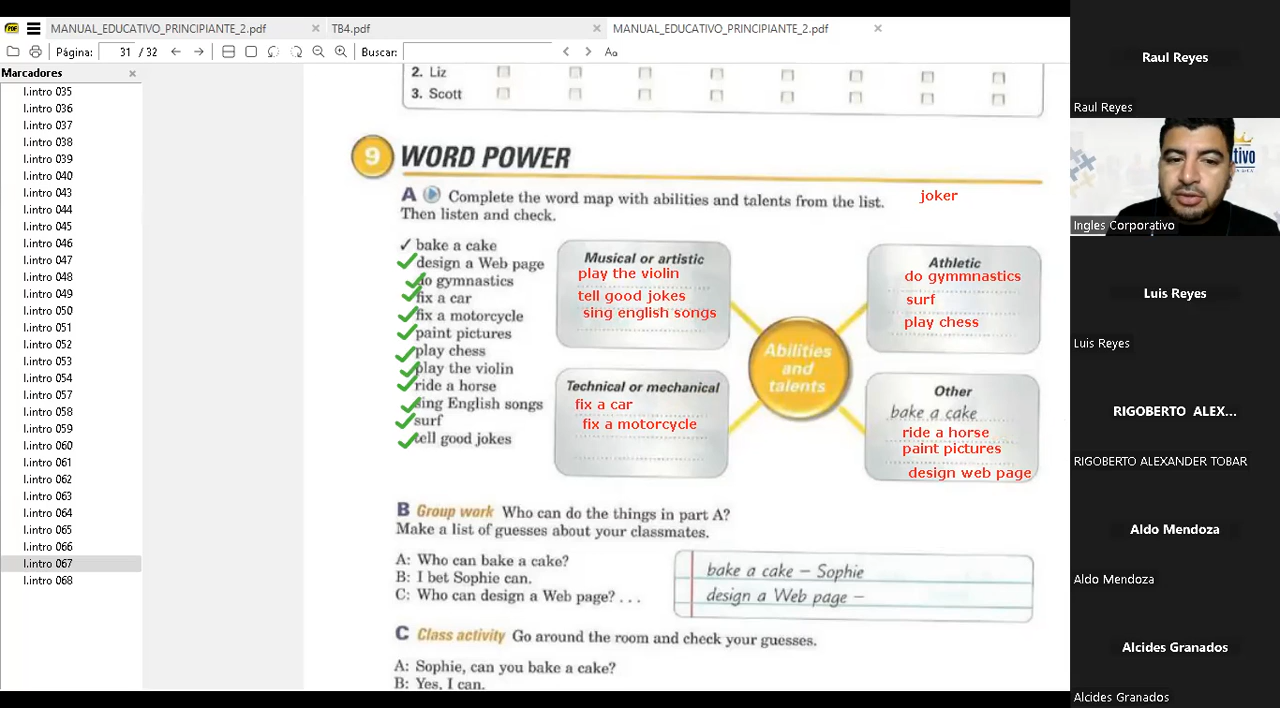 MANUAL_EDUCATIVO_PRINCIPIANTE_2.pdf
TB4.pdf
MANUAL_EDUCATIVO_PRINCIPIANTE_2.pdf
Página: 31 / 32
Buscar:
Marcadores
I.intro 035
I.intro 036
I.intro 037
I.intro 038
I.intro 039
I.intro 040
I.intro 043
I.intro 044
I.intro 045
I.intro 046
I.intro 047
I.intro 048
I.intro 049
I.intro 050
I.intro 051
I.intro 052
I.intro 053
I.intro 054
I.intro 057
I.intro 058
I.intro 059
I.intro 060
I.intro 061
I.intro 062
I.intro 063
I.intro 064
I.intro 065
I.intro 066
I.intro 067
I.intro 068
2. Liz
3. Scott
9 WORD POWER
A Complete the word map with abilities and talents from the list.
Then listen and check.
joker
bake a cake
design a Web page
do gymnastics
fix a car
fix a motorcycle
paint pictures
play chess
play the violin
ride a horse
sing English songs
surf
tell good jokes
Musical or artistic
play the violin
tell good jokes
sing english songs
Athletic
do gymmnastics
surf
play chess
Abilities
and
talents
Technical or mechanical
fix a car
fix a motorcycle
Other
bake a cake
ride a horse
paint pictures
design web page
B Group work Who can do the things in part A?
Make a list of guesses about your classmates.
A: Who can bake a cake?
B: I bet Sophie can.
C: Who can design a Web page? . . .
bake a cake – Sophie
design a Web page –
C Class activity Go around the room and check your guesses.
A: Sophie, can you bake a cake?
B: Yes, I can.
Raul Reyes
Raul Reyes
Ingles Corporativo
Luis Reyes
Luis Reyes
RIGOBERTO ALEX...
RIGOBERTO ALEXANDER TOBAR
Aldo Mendoza
Aldo Mendoza
Alcides Granados
Alcides Granados